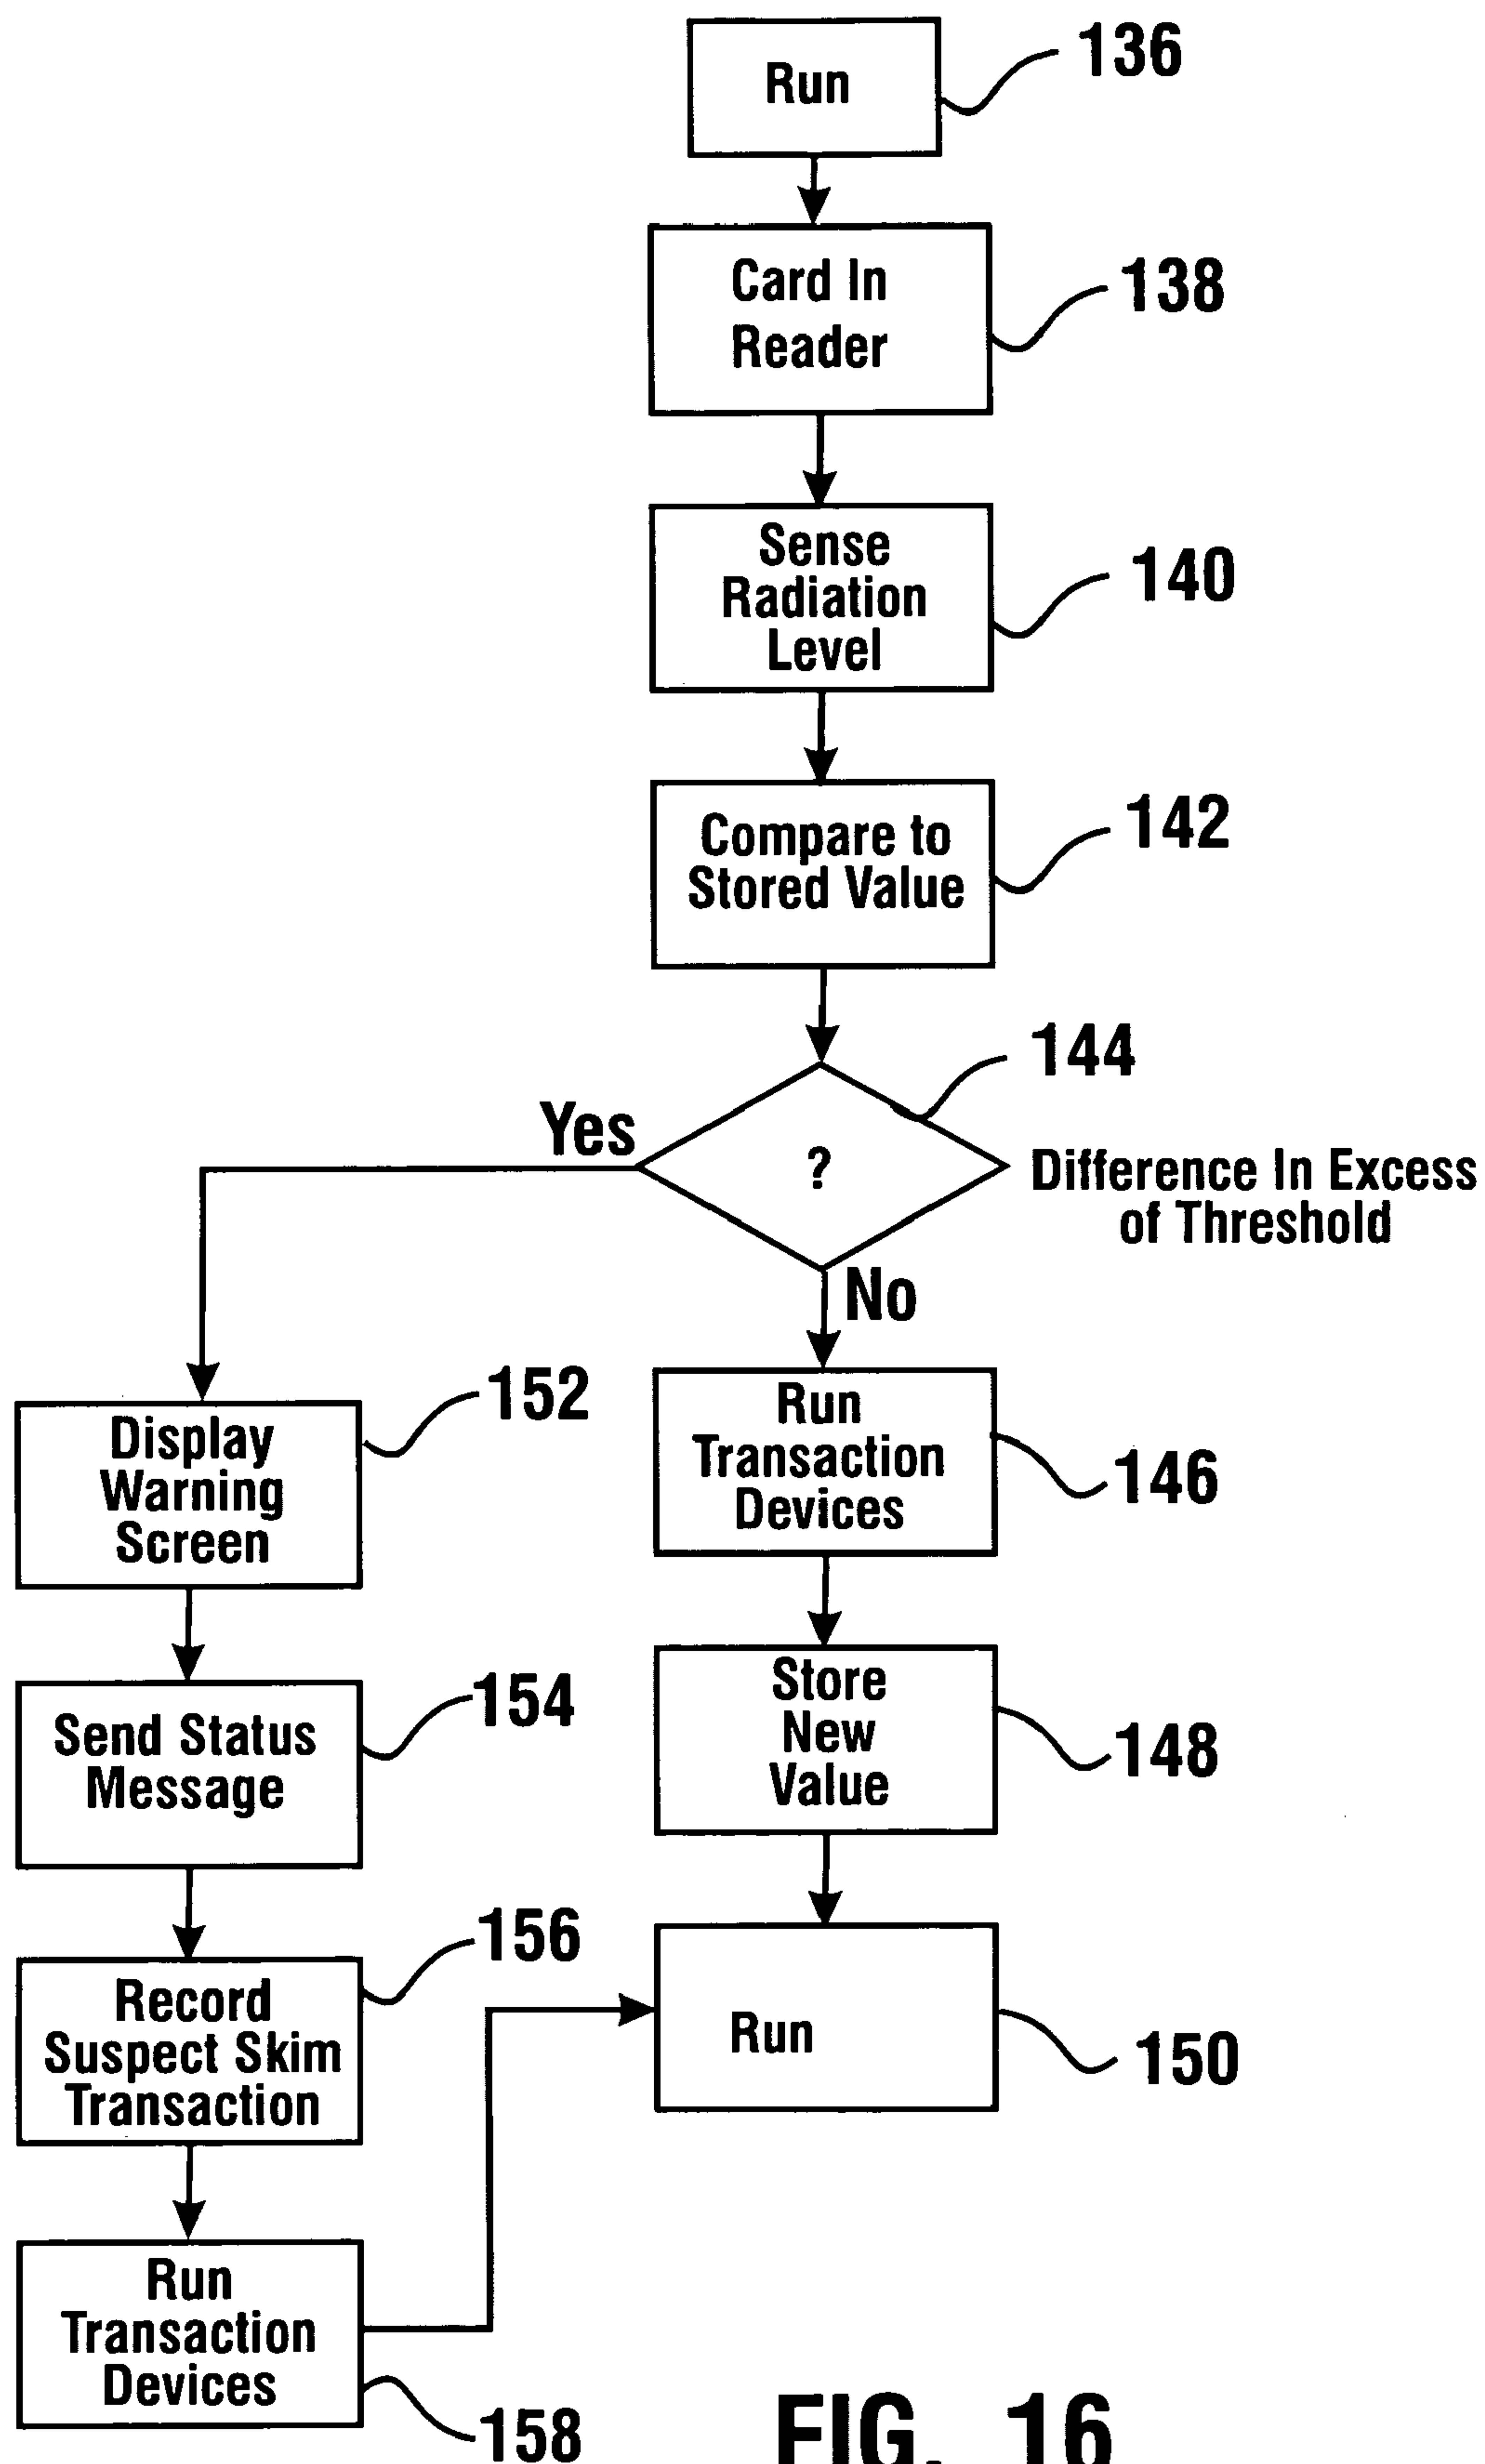 Run
136
Card In
Reader
138
Sense
Radiation
Level
140
Compare to
Stored Value
142
144
Yes
?
Difference In Excess
of Threshold
No
Display
Warning
Screen
152
Run
Transaction
Devices
146
Send Status
Message
154
Store
New
Value
148
Record
Suspect Skim
Transaction
156
Run
150
Run
Transaction
Devices
158
FIG. 16